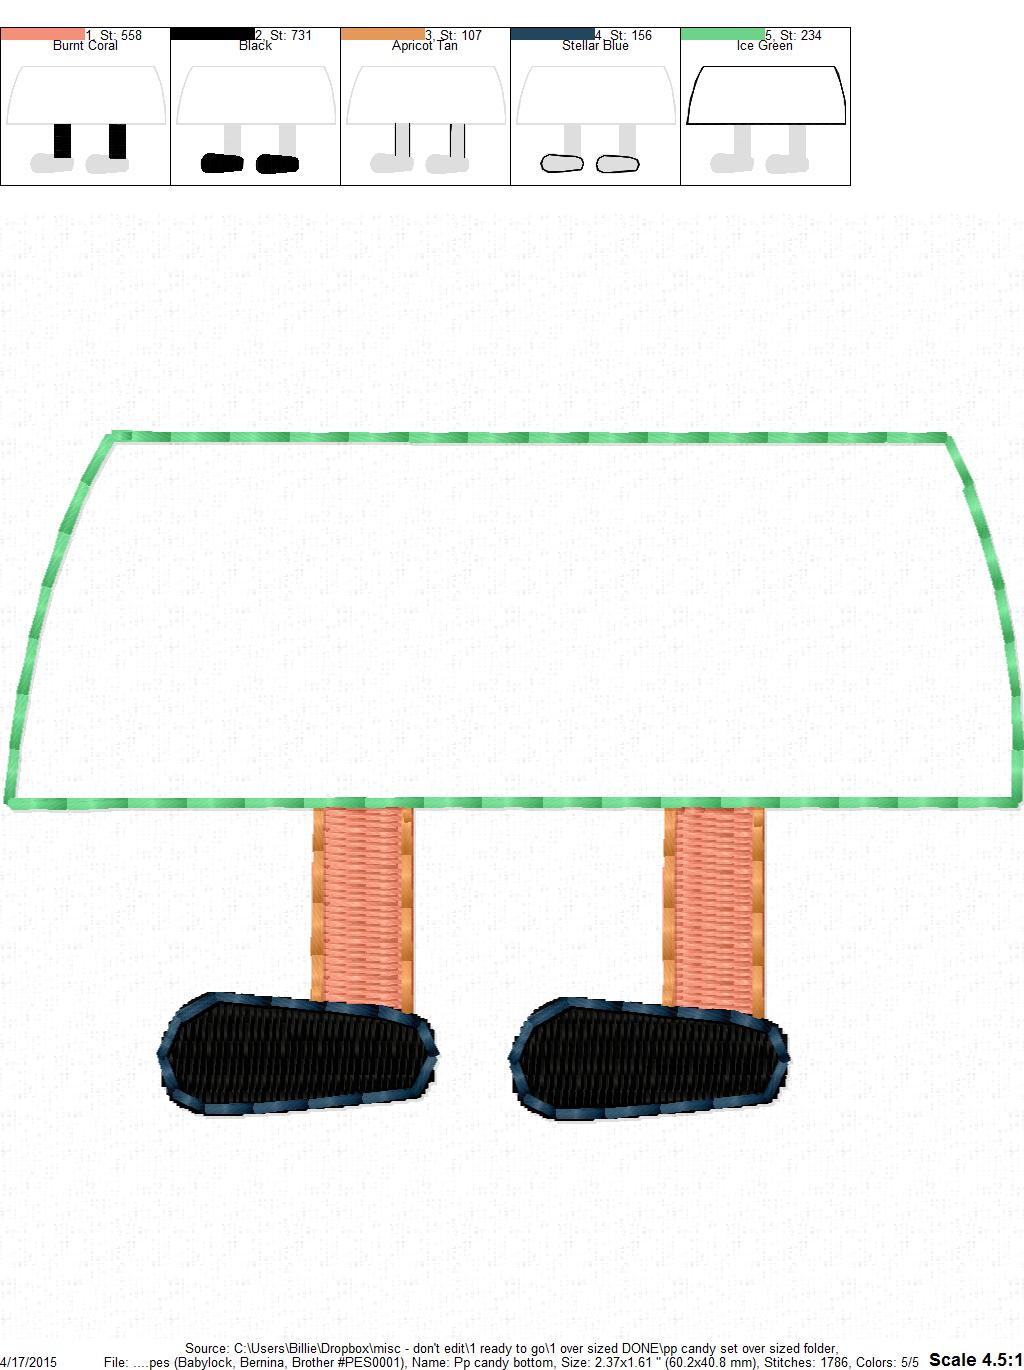 1, St: 558
Burnt Coral
2, St: 731
Black
3, St: 107
Apricot Tan
4, St: 156
Stellar Blue
5, St: 234
Ice Green
Source: C:\Users\Billie\Dropbox\misc - don't edit\1 ready to go\1 over sized DONE\pp candy set over sized folder,
4/17/2015 File: ....pes (Babylock, Bernina, Brother #PES0001), Name: Pp candy bottom, Size: 2.37x1.61 " (60.2x40.8 mm), Stitches: 1786, Colors: 5/5 Scale 4.5:1